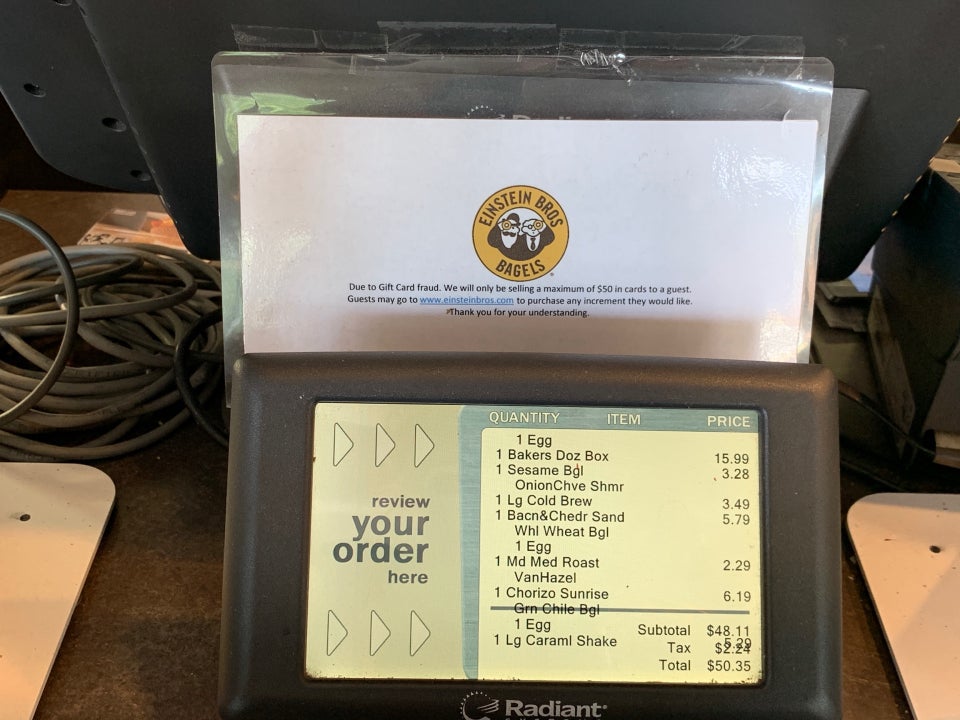 Radiant
EINSTEIN BROS
BAGELS
Due to Gift Card fraud. We will only be selling a maximum of $50 in cards to a guest.
Guests may go to www.einsteinbros.com to purchase any increment they would like.
Thank you for your understanding.
review
your
order
here
QUANTITY ITEM PRICE
1 Egg
1 Bakers Doz Box 15.99
1 Sesame Bgl 3.28
OnionChve Shmr
1 Lg Cold Brew 3.49
1 Bacn&Chedr Sand 5.79
Whl Wheat Bgl
1 Egg
1 Md Med Roast 2.29
VanHazel
1 Chorizo Sunrise 6.19
Grn Chile Bgl
1 Egg
1 Lg Caraml Shake 5.29
Subtotal $48.11
Tax $2.24
Total $50.35
Radiant